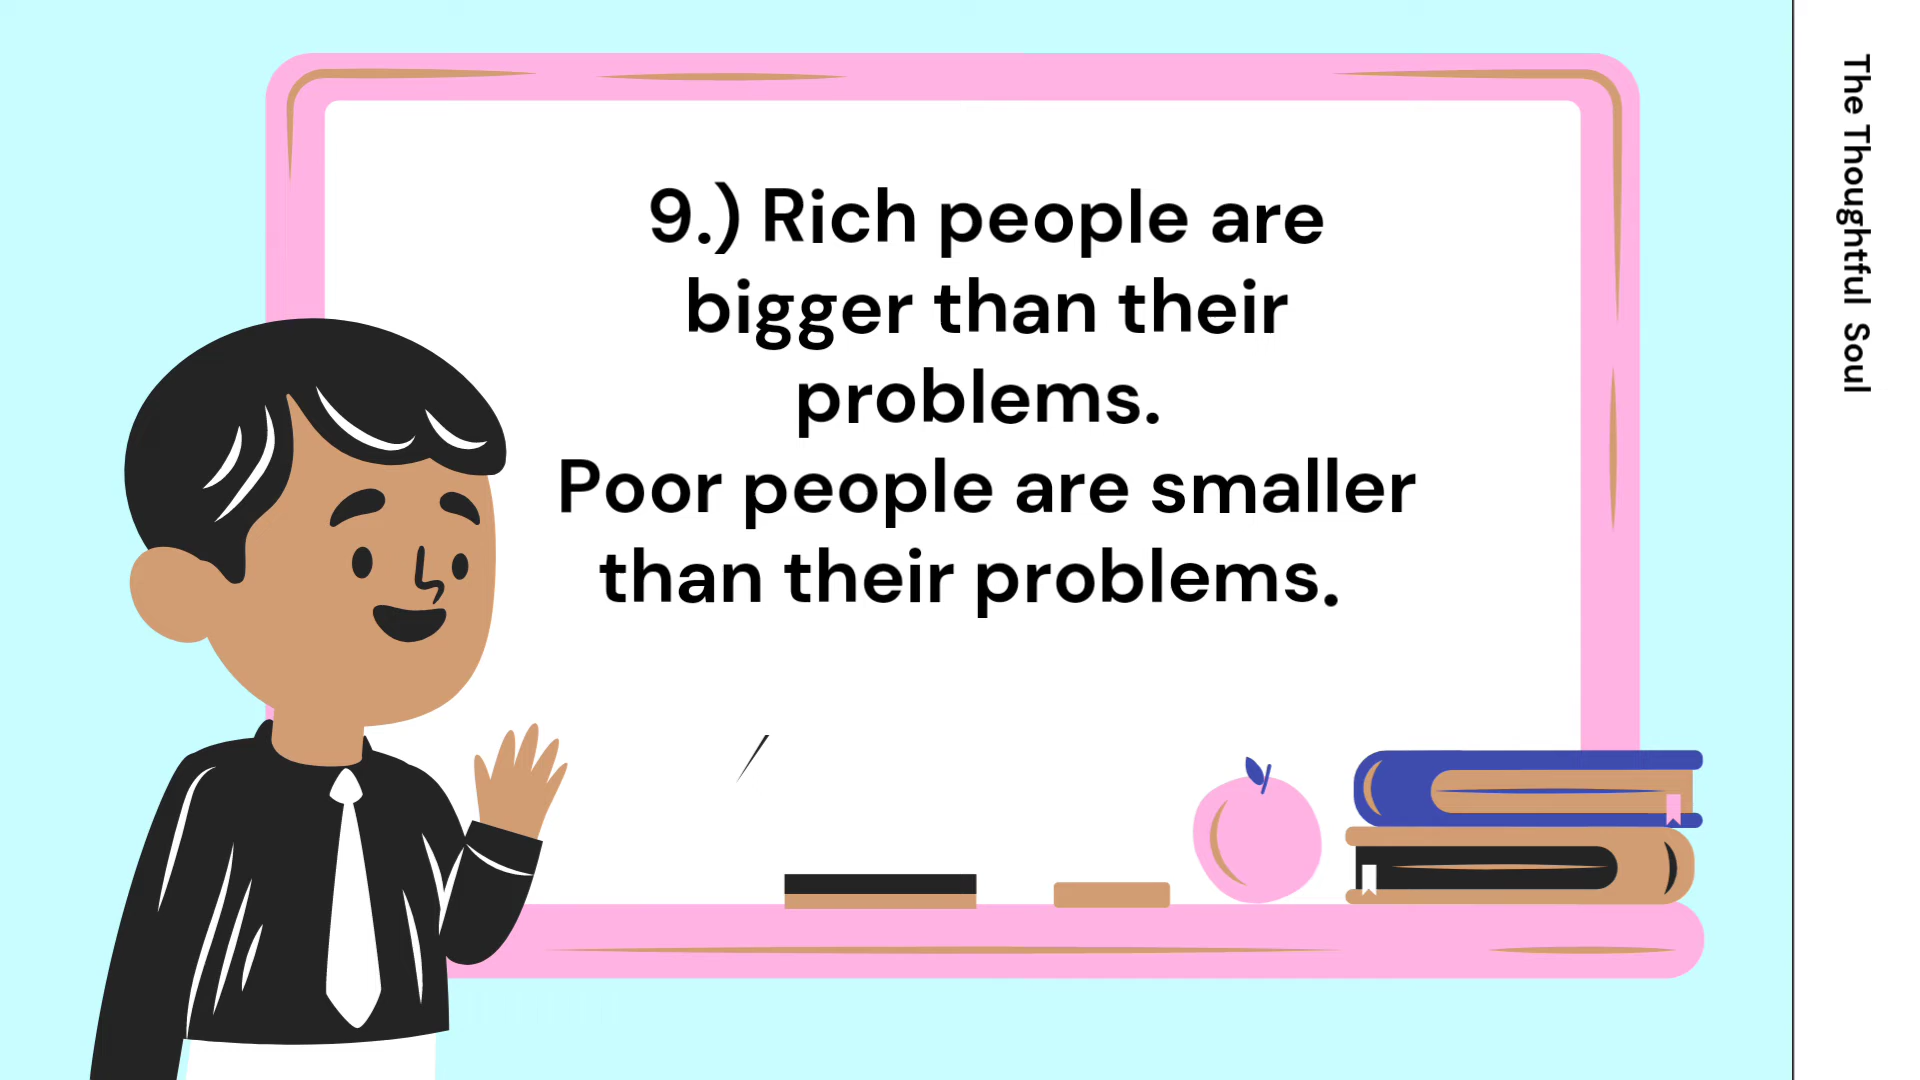 9.) Rich people are
bigger than their
problems.
Poor people are smaller
than their problems.
The Thoughtful Soul